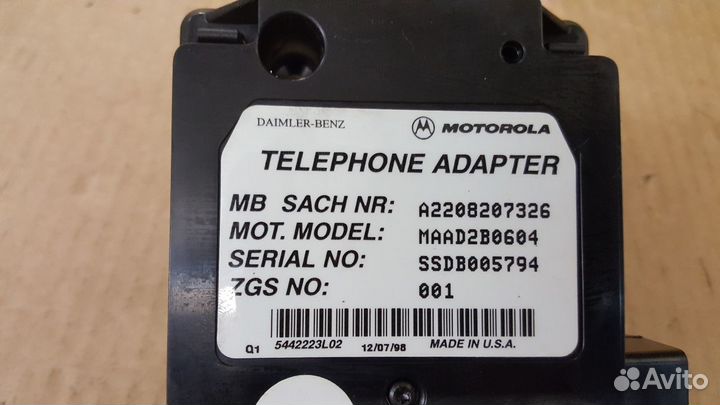 DAIMLER-BENZ MOTOROLA
TELEPHONE ADAPTER
MB SACH NR: A2208207326
MOT. MODEL: MAAD2B0604
SERIAL NO: SSDB005794
ZGS NO: 001
Q1 5442223L02 12/07/98 MADE IN U.S.A.
Avito